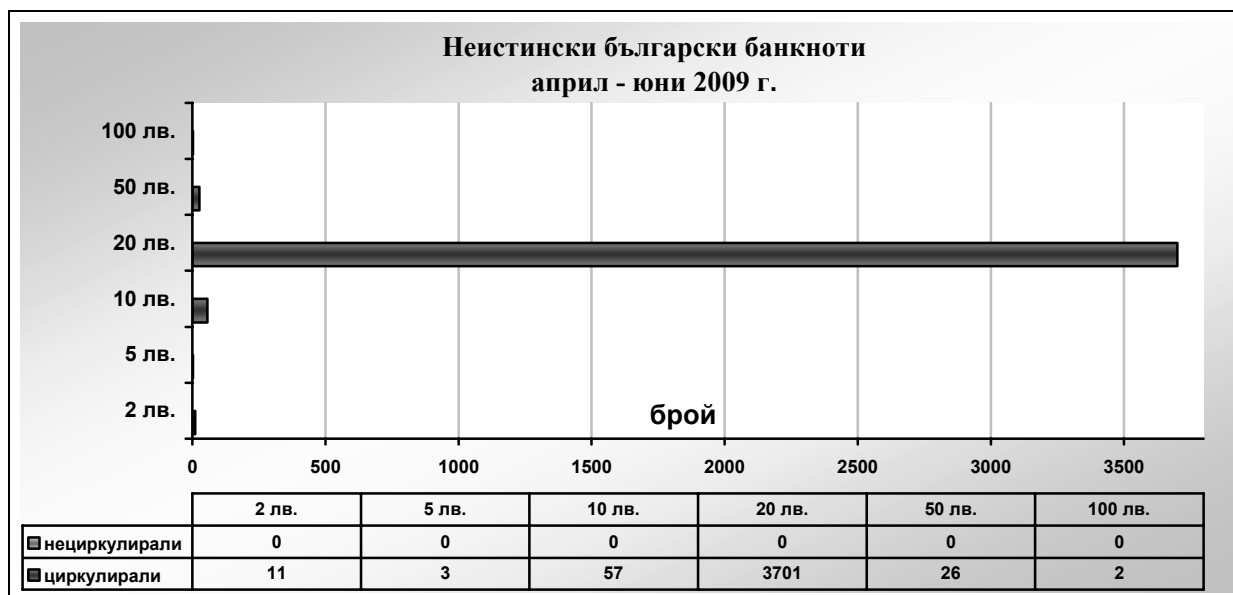 Неистински български банкноти
април - юни 2009 г.
100 лв.
50 лв.
20 лв.
10 лв.
5 лв.
2 лв.
брой
0 500 1000 1500 2000 2500 3000 3500
2 лв. 5 лв. 10 лв. 20 лв. 50 лв. 100 лв.
нециркулирали 0 0 0 0 0 0
циркулирали 11 3 57 3701 26 2